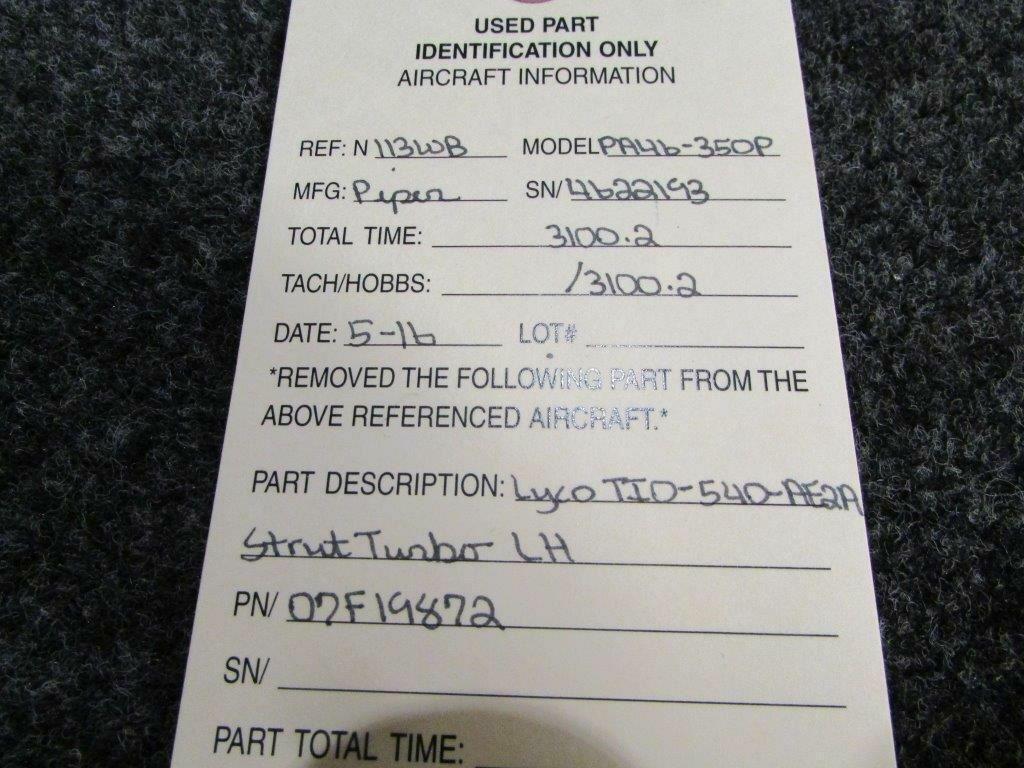 USED PART
IDENTIFICATION ONLY
AIRCRAFT INFORMATION
REF: N 113WB MODEL PA46-350P
MFG: Piper SN/ 4622193
TOTAL TIME: 3100.2
TACH/HOBBS: /3100.2
DATE: 5-16 LOT#
*REMOVED THE FOLLOWING PART FROM THE
ABOVE REFERENCED AIRCRAFT.*
PART DESCRIPTION: Lyco TIO-540-AE2A
Strut Turbo LH
PN/ 07F19872
SN/
PART TOTAL TIME: